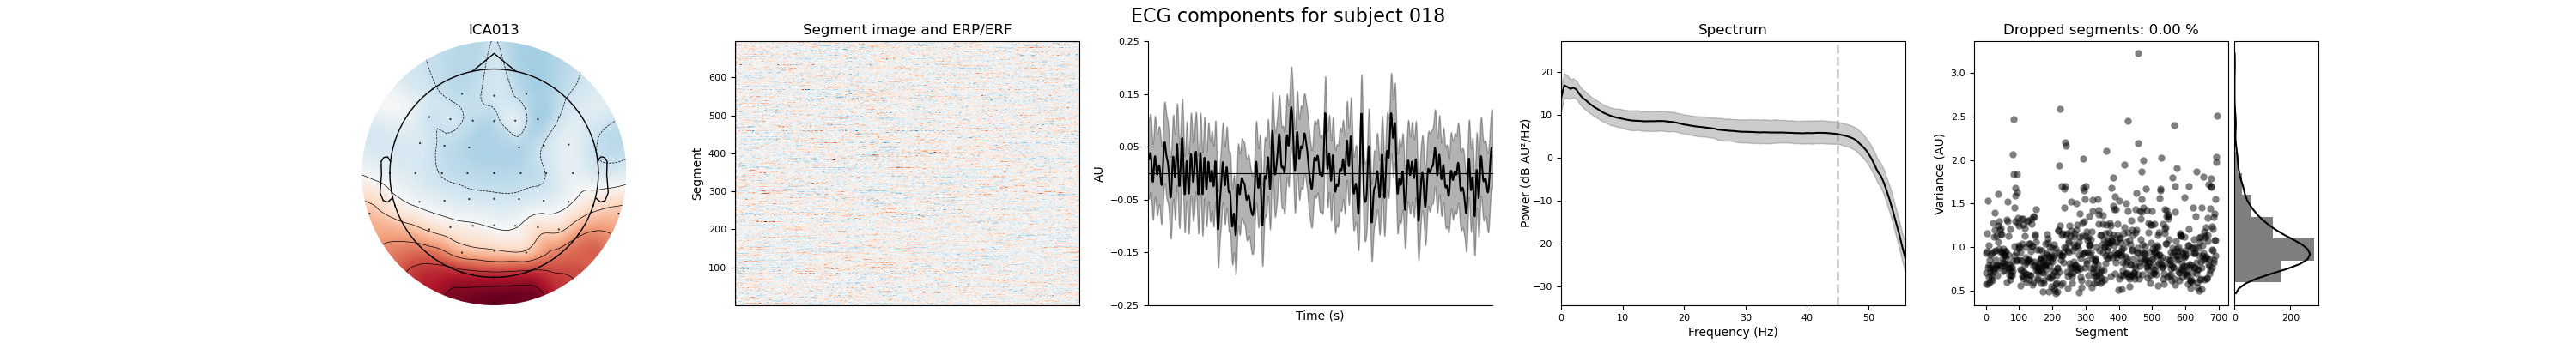 ECG components for subject 018
ICA013
Segment image and ERP/ERF
Segment
600
500
400
300
200
100
AU
0.25
0.15
0.05
−0.05
−0.15
−0.25
Time (s)
Spectrum
Power (dB AU²/Hz)
20
10
0
−10
−20
−30
0 10 20 30 40 50
Frequency (Hz)
Dropped segments: 0.00 %
Variance (AU)
3.0
2.5
2.0
1.5
1.0
0.5
0 100 200 300 400 500 600 700
Segment
0 200